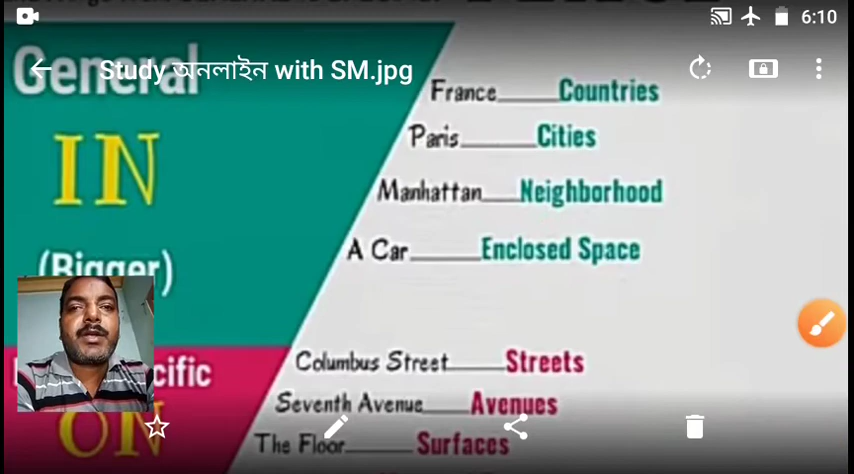 6:10
Study অনলাইন with SM.jpg
General
IN
(Bigger)
France Countries
Paris Cities
Manhattan Neighborhood
A Car Enclosed Space
cific
ON
Columbus Street Streets
Seventh Avenue Avenues
The Floor Surfaces